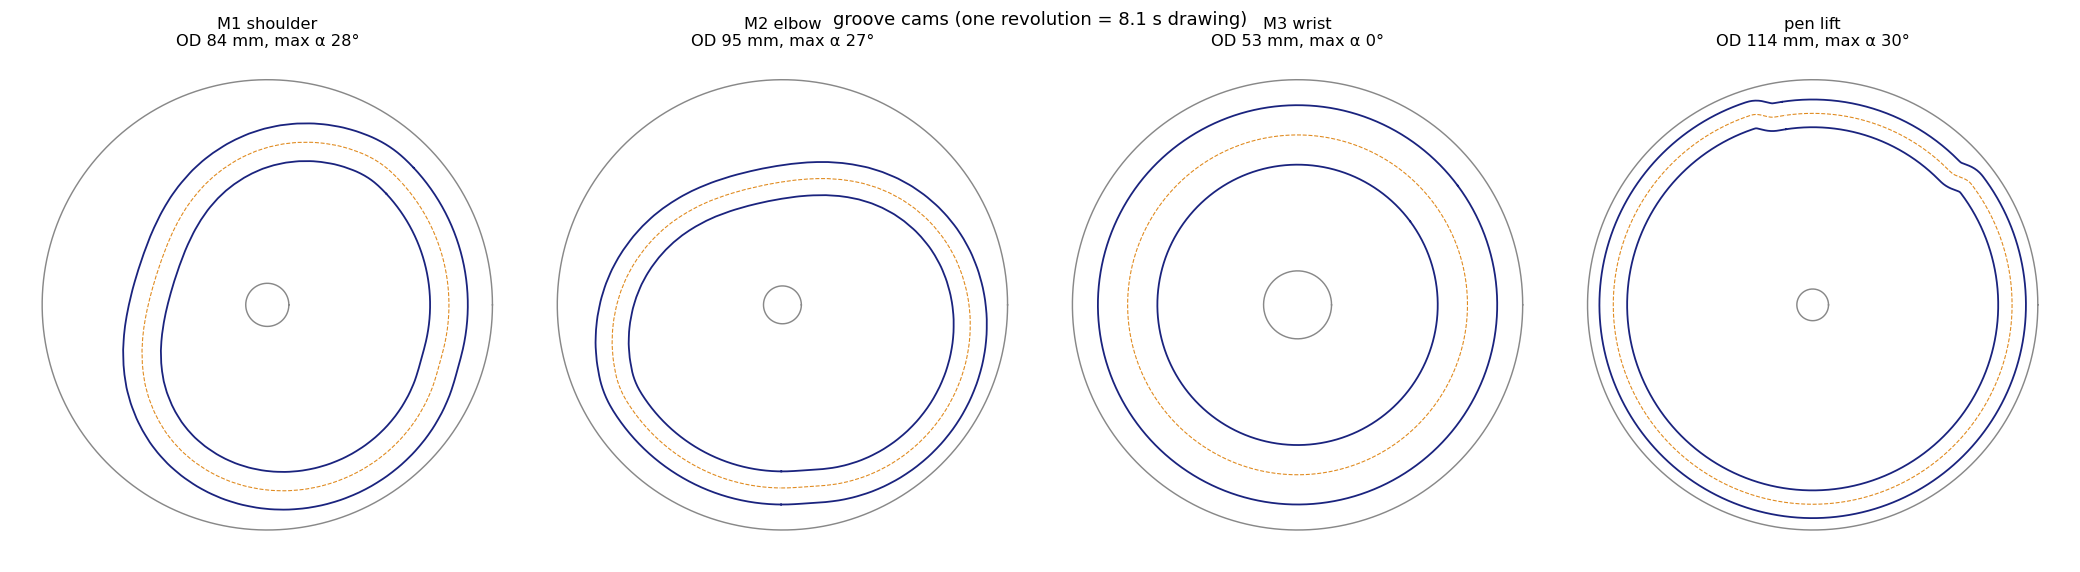 groove cams (one revolution = 8.1 s drawing)
M1 shoulder
OD 84 mm, max α 28°
M2 elbow
OD 95 mm, max α 27°
M3 wrist
OD 53 mm, max α 0°
pen lift
OD 114 mm, max α 30°